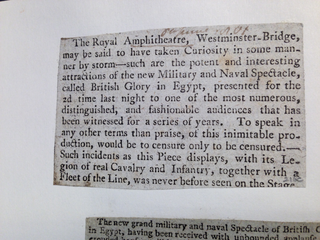 The Royal Amphitheatre, Westminster-Bridge,
may be said to have taken Curiosity in some man-
ner by storm—such are the potent and interesting
attractions of the new Military and Naval Spectacle,
called British Glory in Egypt, presented for the
2d time last night to one of the most numerous,
distinguished, and fashionable audiences that has
been witnessed for a series of years. To speak in
any other terms than praise, of this inimitable pro-
duction, would be to censure only to be censured.—
Such incidents as this Piece displays, with its Le-
gion of real Cavalry and Infantry, together with a
Fleet of the Line, was never before seen on the Stage
The new grand military and naval Spectacle of British G
in Egypt, having been received with unbounded applause